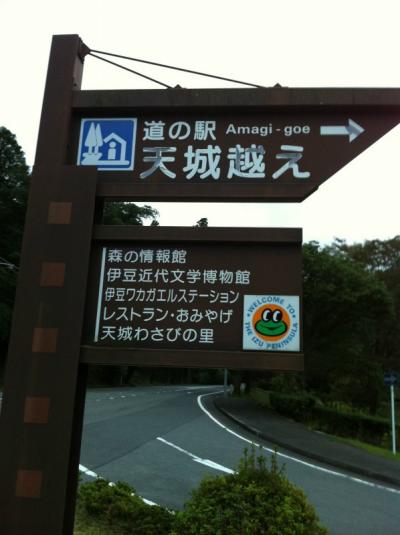 道の駅 Amagi-goe
天城越え
森の情報館
伊豆近代文学博物館
伊豆ワカガエルステーション
レストラン・おみやげ
天城わさびの里
WELCOME TO
THE IZU PENINSULA